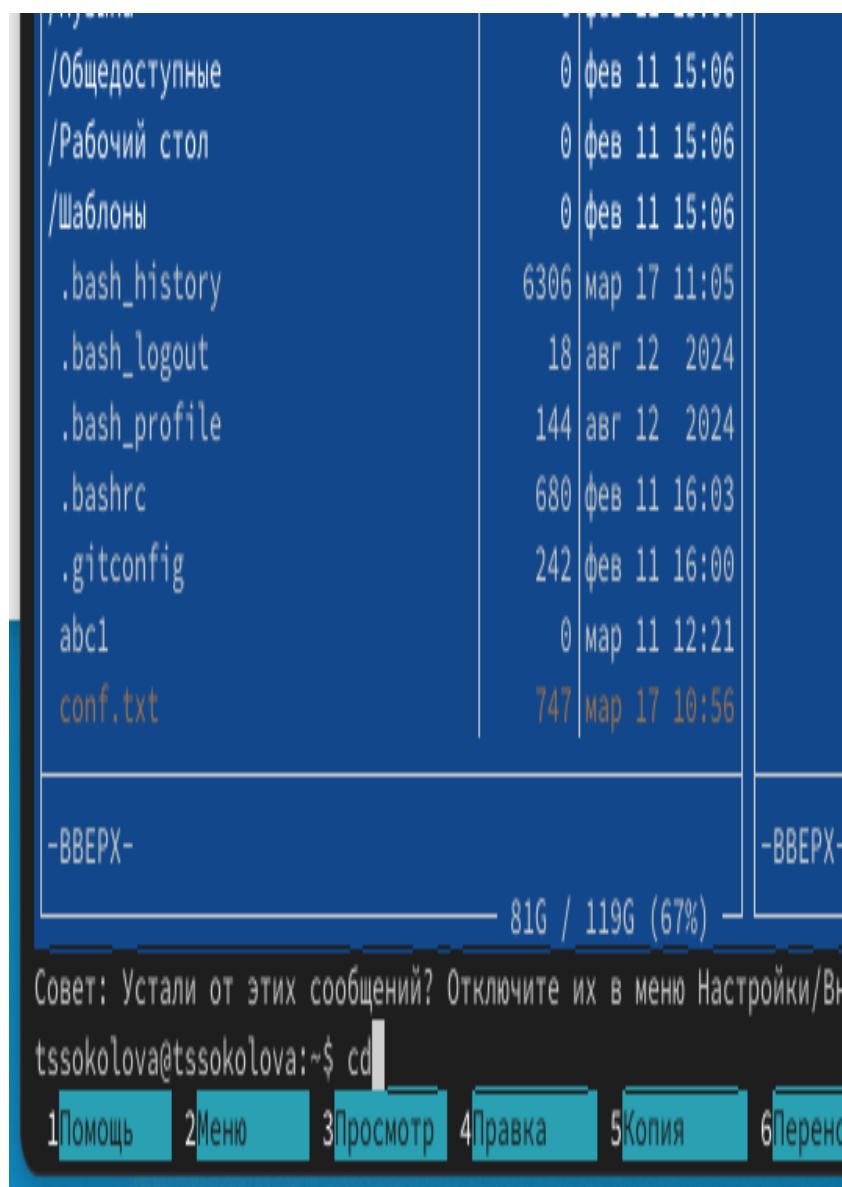 /Общедоступные 0 фев 11 15:06
/Рабочий стол 0 фев 11 15:06
/Шаблоны 0 фев 11 15:06
.bash_history 6306 мар 17 11:05
.bash_logout 18 авг 12 2024
.bash_profile 144 авг 12 2024
.bashrc 680 фев 11 16:03
.gitconfig 242 фев 11 16:00
abc1 0 мар 11 12:21
conf.txt 747 мар 17 10:56
-ВВЕРХ- -ВВЕРХ-
81G / 119G (67%)
Совет: Устали от этих сообщений? Отключите их в меню Настройки/Вн
tssokolova@tssokolova:~$ cd
1Помощь 2Меню 3Просмотр 4Правка 5Копия 6Перено